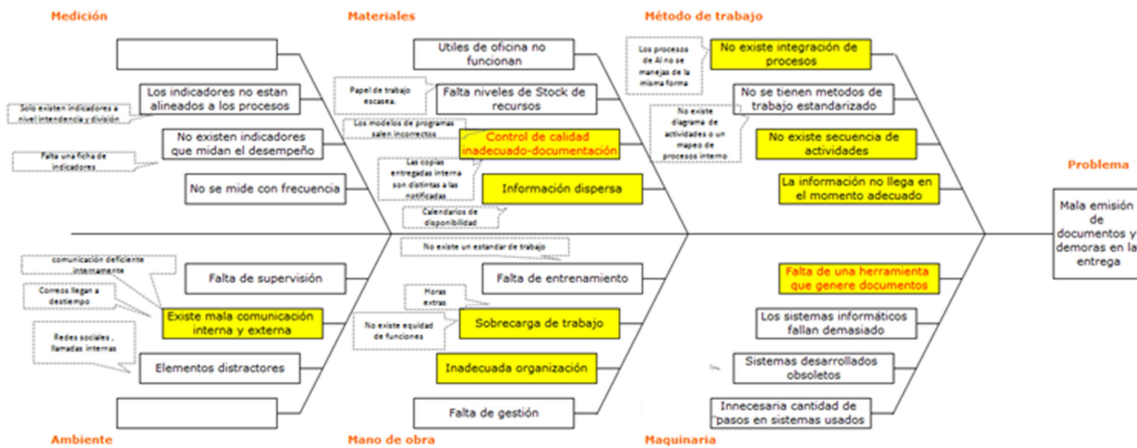 Medición
Materiales
Método de trabajo
Utiles de oficina no
funcionan
Los procesos
de AI no se
manejas de la
misma forma
No existe integración de
procesos
Los indicadores no estan
alineados a los procesos
Papel de trabajo
escasea.
Falta niveles de Stock de
recursos
No se tienen metodos de
trabajo estandarizado
Solo existen indicadores a
nivel intendencia y división
Los modelos de programas
salen incorrectos
No existe
diagrama de
actividades o un
mapeo de
procesos interno
No existen indicadores
que midan el desempeño
Control de calidad
inadecuado-documentación
No existe secuencia de
actividades
Falta una ficha de
indicadores
Las copias
entregadas interna
son distintas a las
notificadas
Problema
No se mide con frecuencia
Información dispersa
La información no llega en
el momento adecuado
Calendarios de
disponibilidad
Mala emisión
de
documentos y
demoras en la
entrega
No existe un estandar de trabajo
comunicación deficiente
internamente
Falta de supervisión
Falta de entrenamiento
Falta de una herramienta
que genere documentos
Correos llegan a
destiempo
Horas
extras
Existe mala comunicación
interna y externa
No existe equidad
de funciones
Sobrecarga de trabajo
Los sistemas informáticos
fallan demasiado
Redes sociales ,
llamadas internas
Elementos distractores
Inadecuada organización
Sistemas desarrollados
obsoletos
Falta de gestión
Innecesaria cantidad de
pasos en sistemas usados
Ambiente
Mano de obra
Maquinaria